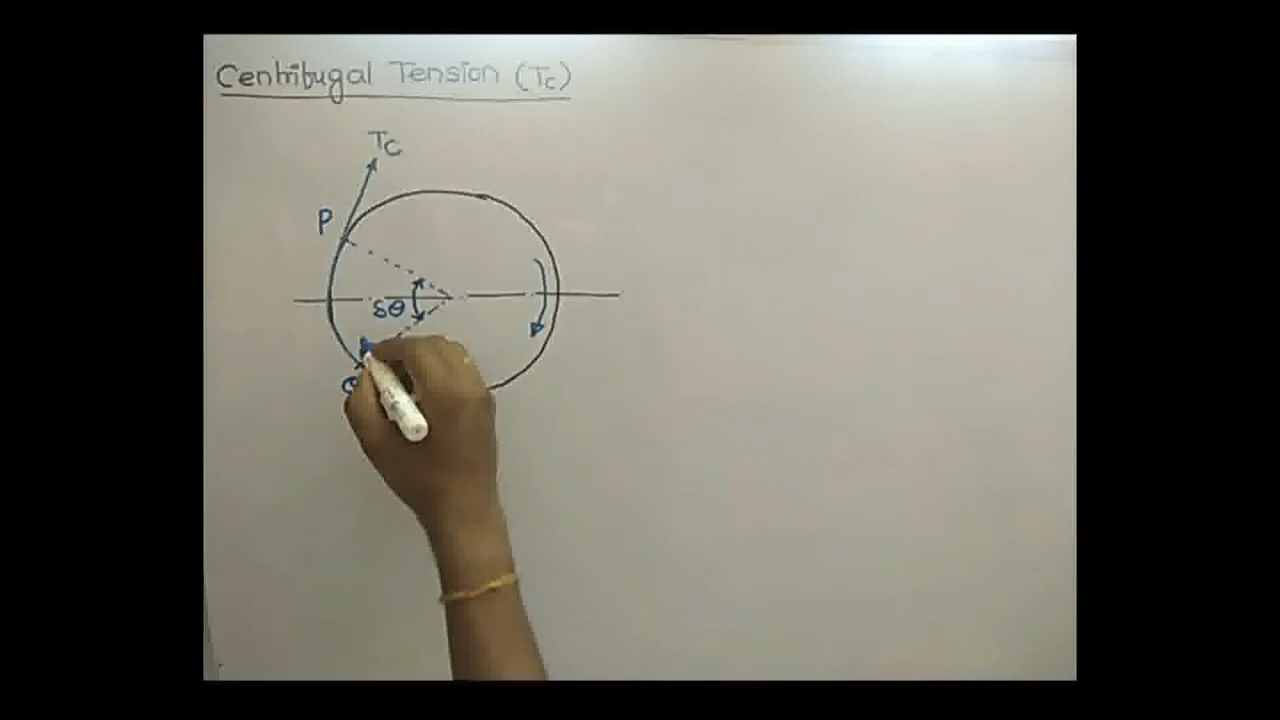 Centrifugal Tension (Tc)
Tc
P
δθ